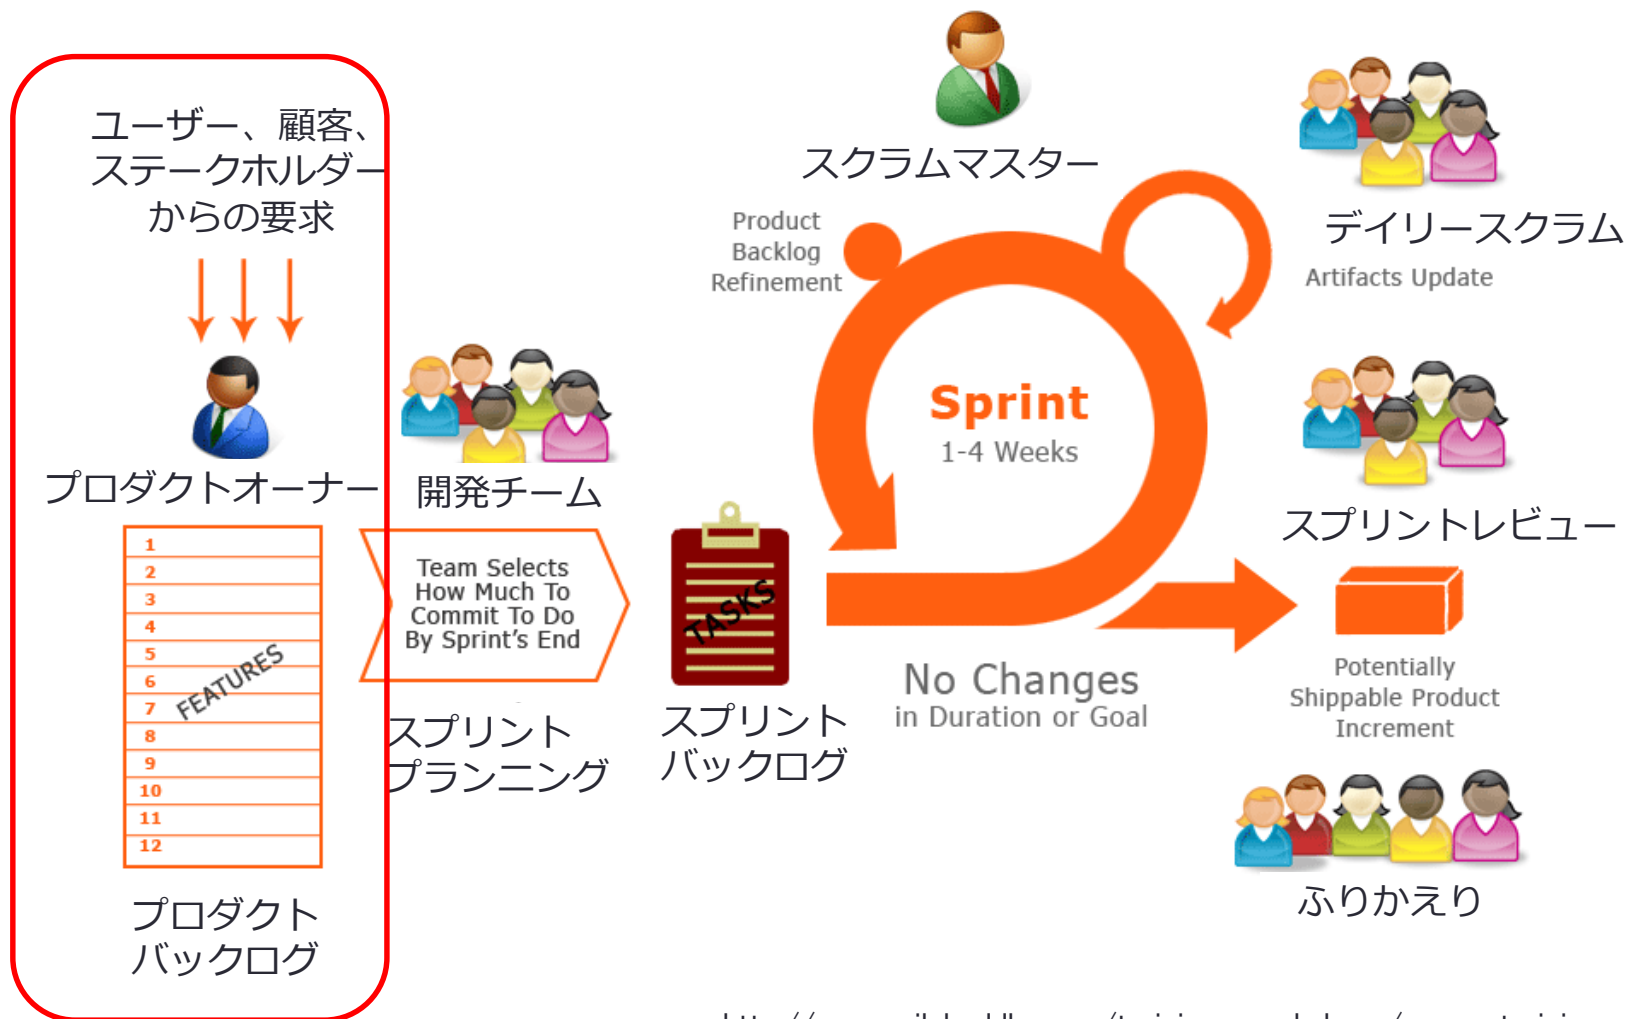 ユーザー、顧客、
ステークホルダー
からの要求
プロダクトオーナー
1
2
3
4
5
6
7
8
9
10
11
12
FEATURES
プロダクト
バックログ
開発チーム
Team Selects
How Much To
Commit To Do
By Sprint's End
スプリント
プランニング
TASKS
スプリント
バックログ
スクラムマスター
Product
Backlog
Refinement
Sprint
1-4 Weeks
No Changes
in Duration or Goal
デイリースクラム
Artifacts Update
スプリントレビュー
Potentially
Shippable Product
Increment
ふりかえり